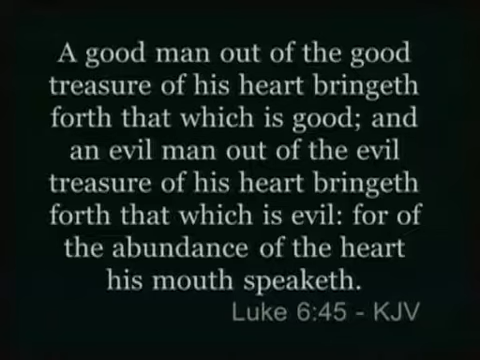 A good man out of the good
treasure of his heart bringeth
forth that which is good; and
an evil man out of the evil
treasure of his heart bringeth
forth that which is evil: for of
the abundance of the heart
his mouth speaketh.
Luke 6:45 - KJV